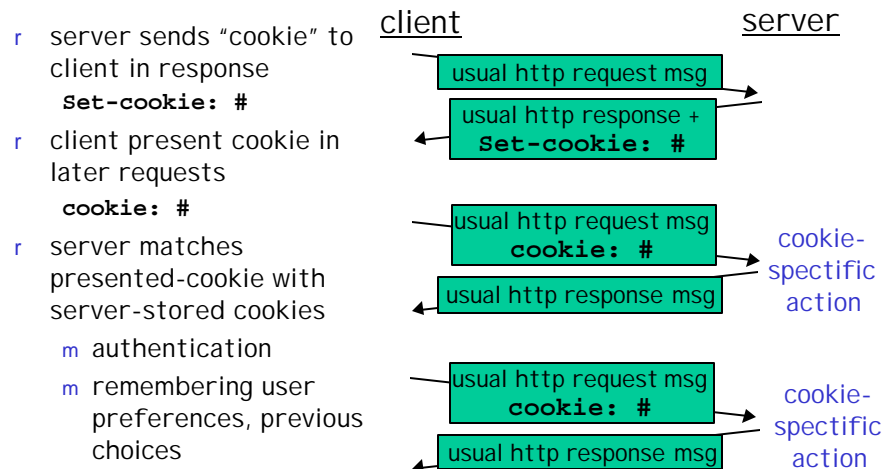 r server sends “cookie” to
client in response
Set-cookie: #
r client present cookie in
later requests
cookie: #
r server matches
presented-cookie with
server-stored cookies
m authentication
m remembering user
preferences, previous
choices
client
server
usual http request msg
usual http response +
Set-cookie: #
usual http request msg
cookie: #
usual http response msg
cookie-
spectific
action
usual http request msg
cookie: #
usual http response msg
cookie-
spectific
action